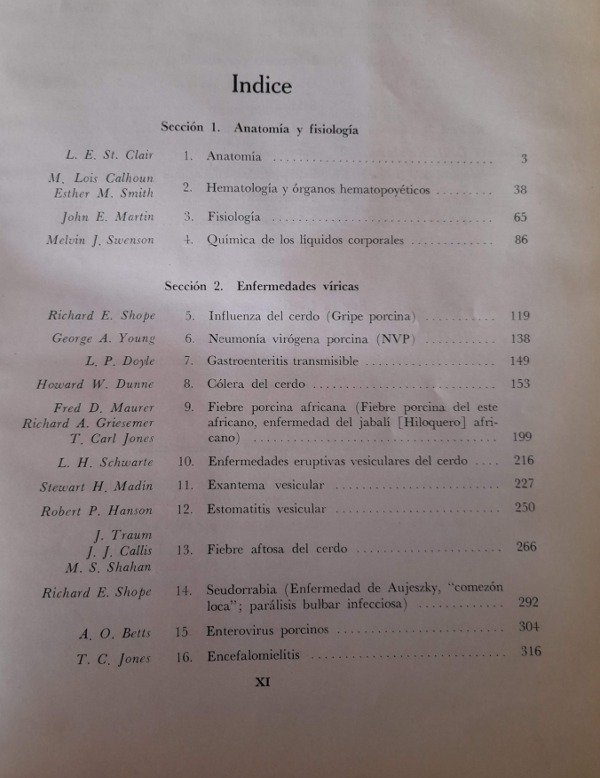 Indice
Sección 1. Anatomía y fisiología
L. E. St. Clair 1. Anatomía . . . . . . . . . . . . . . . . . . . . . . . . . . . . . . 3
M. Lois Calhoun
Esther M. Smith 2. Hematología y órganos hematopoyéticos . . . . . . . . . 38
John E. Martin 3. Fisiología . . . . . . . . . . . . . . . . . . . . . . . . . . . . . . 65
Melvin J. Swenson 4. Química de los líquidos corporales . . . . . . . . . . . . . 86
Sección 2. Enfermedades víricas
Richard E. Shope 5. Influenza del cerdo (Gripe porcina) . . . . . . . . . . . . 119
George A. Young 6. Neumonía virógena porcina (NVP) . . . . . . . . . . . . 138
L. P. Doyle 7. Gastroenteritis transmisible . . . . . . . . . . . . . . . . . . 149
Howard W. Dunne 8. Cólera del cerdo . . . . . . . . . . . . . . . . . . . . . . . . . . 153
Fred D. Maurer 9. Fiebre porcina africana (Fiebre porcina del este
Richard A. Griesemer africano, enfermedad del jabalí [Hiloquero] afri-
T. Carl Jones cano) . . . . . . . . . . . . . . . . . . . . . . . . . . . . . . . . . . 199
L. H. Schwarte 10. Enfermedades eruptivas vesiculares del cerdo . . . . 216
Stewart H. Madin 11. Exantema vesicular . . . . . . . . . . . . . . . . . . . . . . . 227
Robert P. Hanson 12. Estomatitis vesicular . . . . . . . . . . . . . . . . . . . . . . 250
J. Traum
J. J. Callis 13. Fiebre aftosa del cerdo . . . . . . . . . . . . . . . . . . . . 266
M. S. Shahan
Richard E. Shope 14. Seudorrabia (Enfermedad de Aujeszky, "comezón
loca"; parálisis bulbar infecciosa) . . . . . . . . . . . . 292
A. O. Betts 15. Enterovirus porcinos . . . . . . . . . . . . . . . . . . . . . . . 304
T. C. Jones 16. Encefalomielitis . . . . . . . . . . . . . . . . . . . . . . . . . . . 316
XI